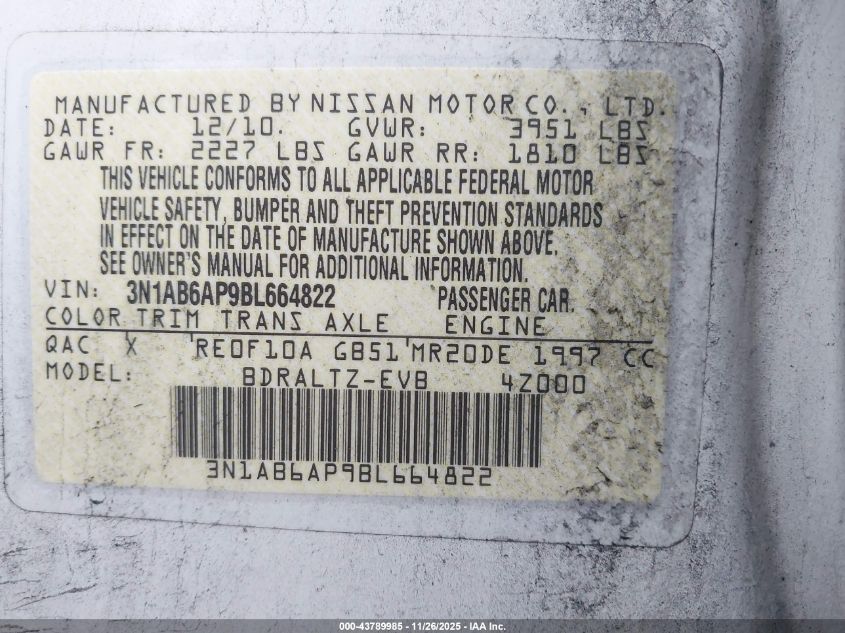 MANUFACTURED BY NISSAN MOTOR CO., LTD.
DATE: 12/10. GVWR: 3951 LBS
GAWR FR: 2227 LBS GAWR RR: 1810 LBS
THIS VEHICLE CONFORMS TO ALL APPLICABLE FEDERAL MOTOR
VEHICLE SAFETY, BUMPER AND THEFT PREVENTION STANDARDS
IN EFFECT ON THE DATE OF MANUFACTURE SHOWN ABOVE.
SEE OWNER'S MANUAL FOR ADDITIONAL INFORMATION.
VIN: 3N1AB6AP9BL664822 PASSENGER CAR.
COLOR TRIM TRANS AXLE ENGINE
QAC X RE0F10A GB51 MR20DE 1997 CC
MODEL: BDRALTZ-EVB 4Z000
3N1AB6AP9BL664822
000-43789985 - 11/26/2025 - IAA Inc.